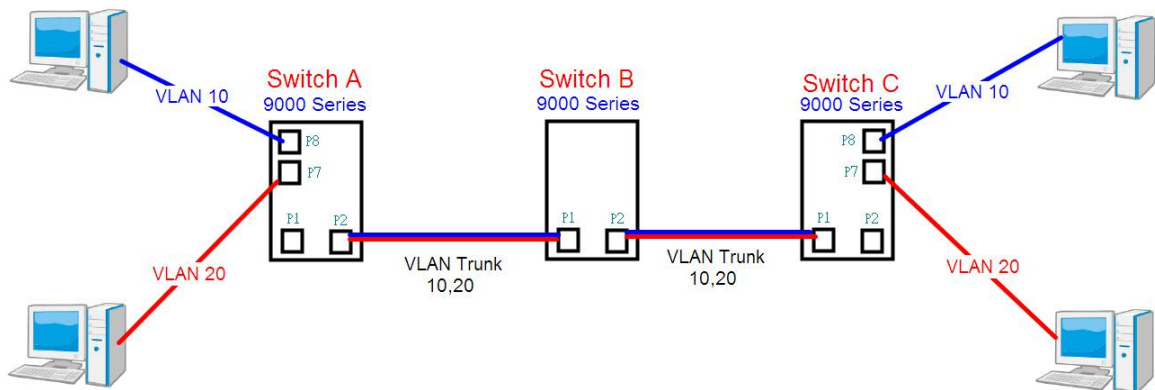 Switch A
9000 Series
P8
P7
P1
P2
VLAN 10
VLAN 20
VLAN Trunk
10,20
Switch B
9000 Series
P1
P2
VLAN Trunk
10,20
Switch C
9000 Series
P8
P7
P1
P2
VLAN 10
VLAN 20